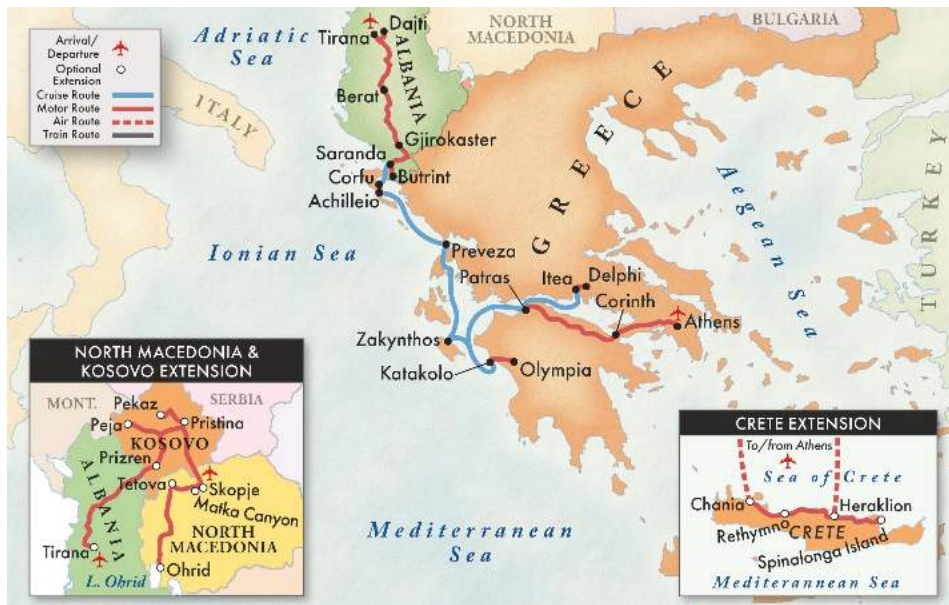 Arrival/
Departure
Optional
Extension
Cruise Route
Motor Route
Air Route
Train Route
Adriatic
Sea
Dajti
Tirana
ALBANIA
NORTH
MACEDONIA
BULGARIA
ITALY
Berat
Gjirokaster
Saranda
Corfu
Butrint
Achilleio
GREECE
Aegean Sea
TURKEY
Ionian Sea
Preveza
Patras
Itea
Delphi
Corinth
Athens
Zakynthos
Katakolo
Olympia
Mediterranean
Sea
NORTH MACEDONIA &
KOSOVO EXTENSION
MONT.
SERBIA
Pekaz
Peja
Pristina
KOSOVO
Prizren
ALBANIA
Tetova
Skopje
Matka Canyon
NORTH
MACEDONIA
Tirana
Ohrid
L. Ohrid
CRETE EXTENSION
To/from Athens
Sea of Crete
Chania
Heraklion
Rethymno
CRETE
Spinalonga Island
Mediterannean Sea